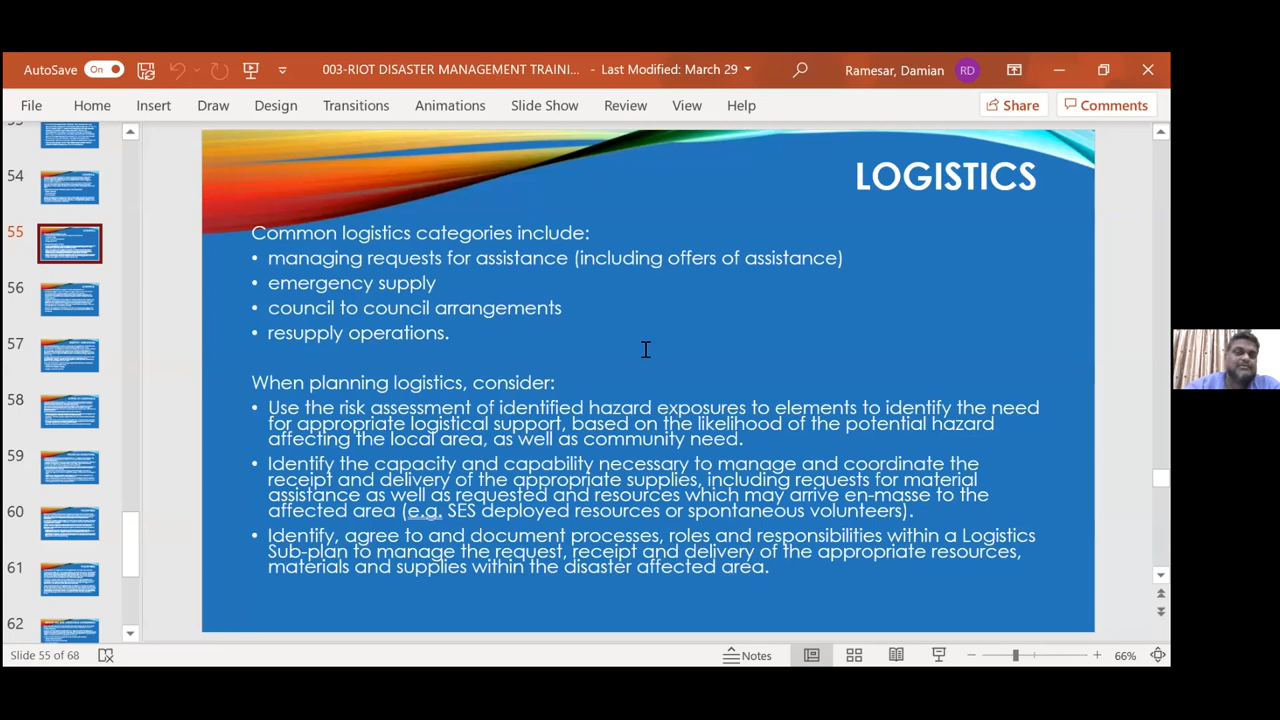 AutoSave On 003-RIOT DISASTER MANAGEMENT TRAINI... - Last Modified: March 29 Ramesar, Damian RD
File Home Insert Draw Design Transitions Animations Slide Show Review View Help Share Comments
54
55
56
57
58
59
60
61
62
LOGISTICS
Common logistics categories include:
• managing requests for assistance (including offers of assistance)
• emergency supply
• council to council arrangements
• resupply operations.
When planning logistics, consider:
• Use the risk assessment of identified hazard exposures to elements to identify the need
for appropriate logistical support, based on the likelihood of the potential hazard
affecting the local area, as well as community need.
• Identify the capacity and capability necessary to manage and coordinate the
receipt and delivery of the appropriate supplies, including requests for material
assistance as well as requested and resources which may arrive en-masse to the
affected area (e.g. SES deployed resources or spontaneous volunteers).
• Identify, agree to and document processes, roles and responsibilities within a Logistics
Sub-plan to manage the request, receipt and delivery of the appropriate resources,
materials and supplies within the disaster affected area.
Slide 55 of 68 Notes 66%